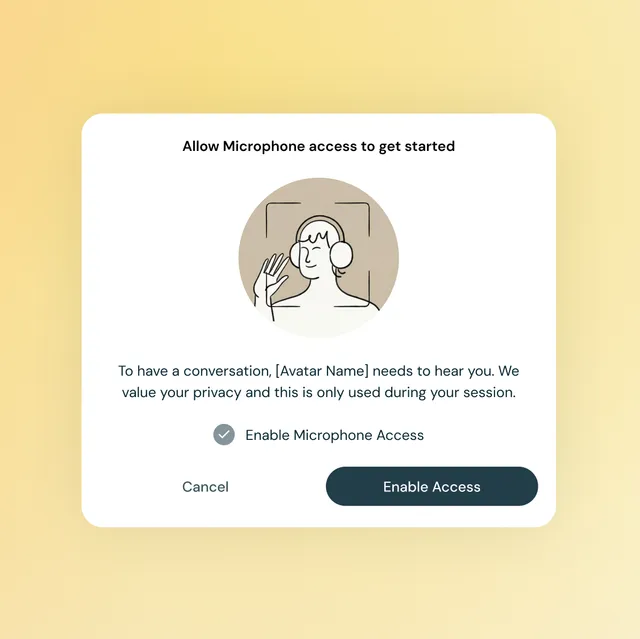 Allow Microphone access to get started
To have a conversation, [Avatar Name] needs to hear you. We
value your privacy and this is only used during your session.
Enable Microphone Access
Cancel
Enable Access